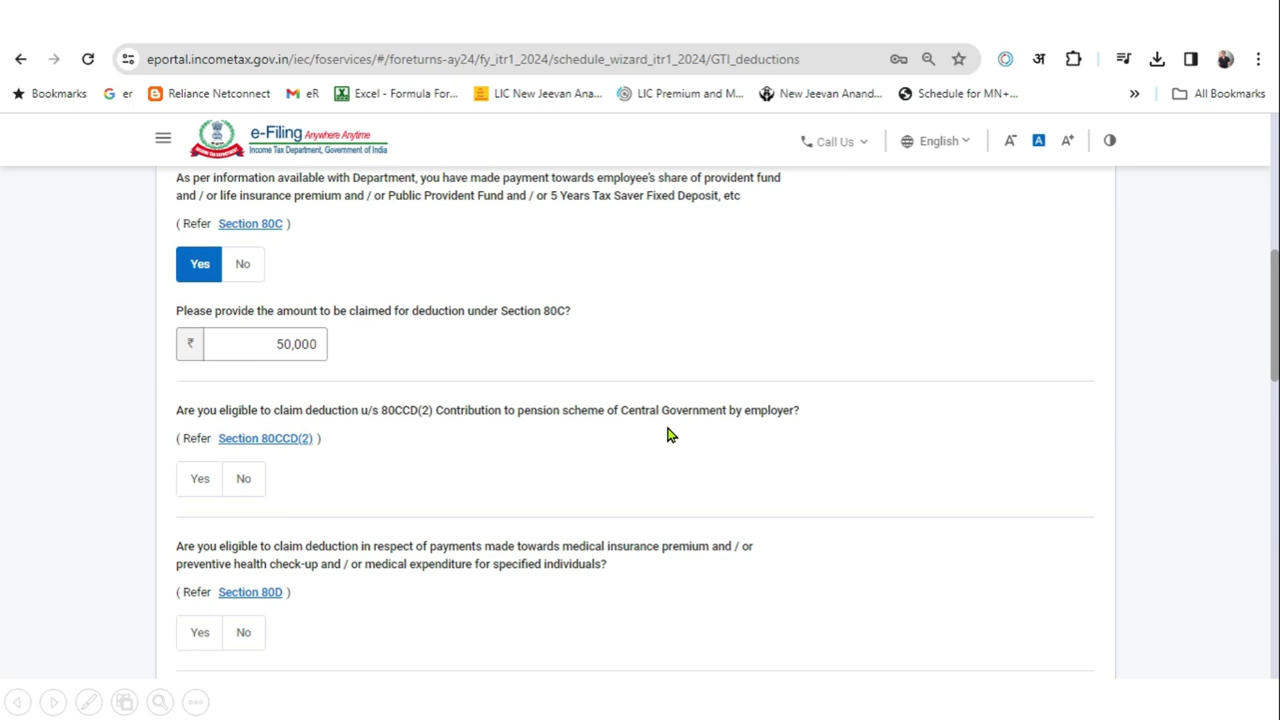 eportal.incometax.gov.in/iec/foservices/#/foreturns-ay24/fy_itr1_2024/schedule_wizard_itr1_2024/GTI_deductions
अ
Bookmarks
G er
Reliance Netconnect
eR
Excel - Formula For...
LIC New Jeevan Ana...
LIC Premium and M...
New Jeevan Anand...
Schedule for MN+...
»
All Bookmarks
e-Filing Anywhere Anytime
Income Tax Department, Government of India
Call Us
English
A-
A
A+
As per information available with Department, you have made payment towards employee's share of provident fund
and / or life insurance premium and / or Public Provident Fund and / or 5 Years Tax Saver Fixed Deposit, etc
( Refer Section 80C )
Yes No
Please provide the amount to be claimed for deduction under Section 80C?
₹ 50,000
Are you eligible to claim deduction u/s 80CCD(2) Contribution to pension scheme of Central Government by employer?
( Refer Section 80CCD(2) )
Yes No
Are you eligible to claim deduction in respect of payments made towards medical insurance premium and / or
preventive health check-up and / or medical expenditure for specified individuals?
( Refer Section 80D )
Yes No